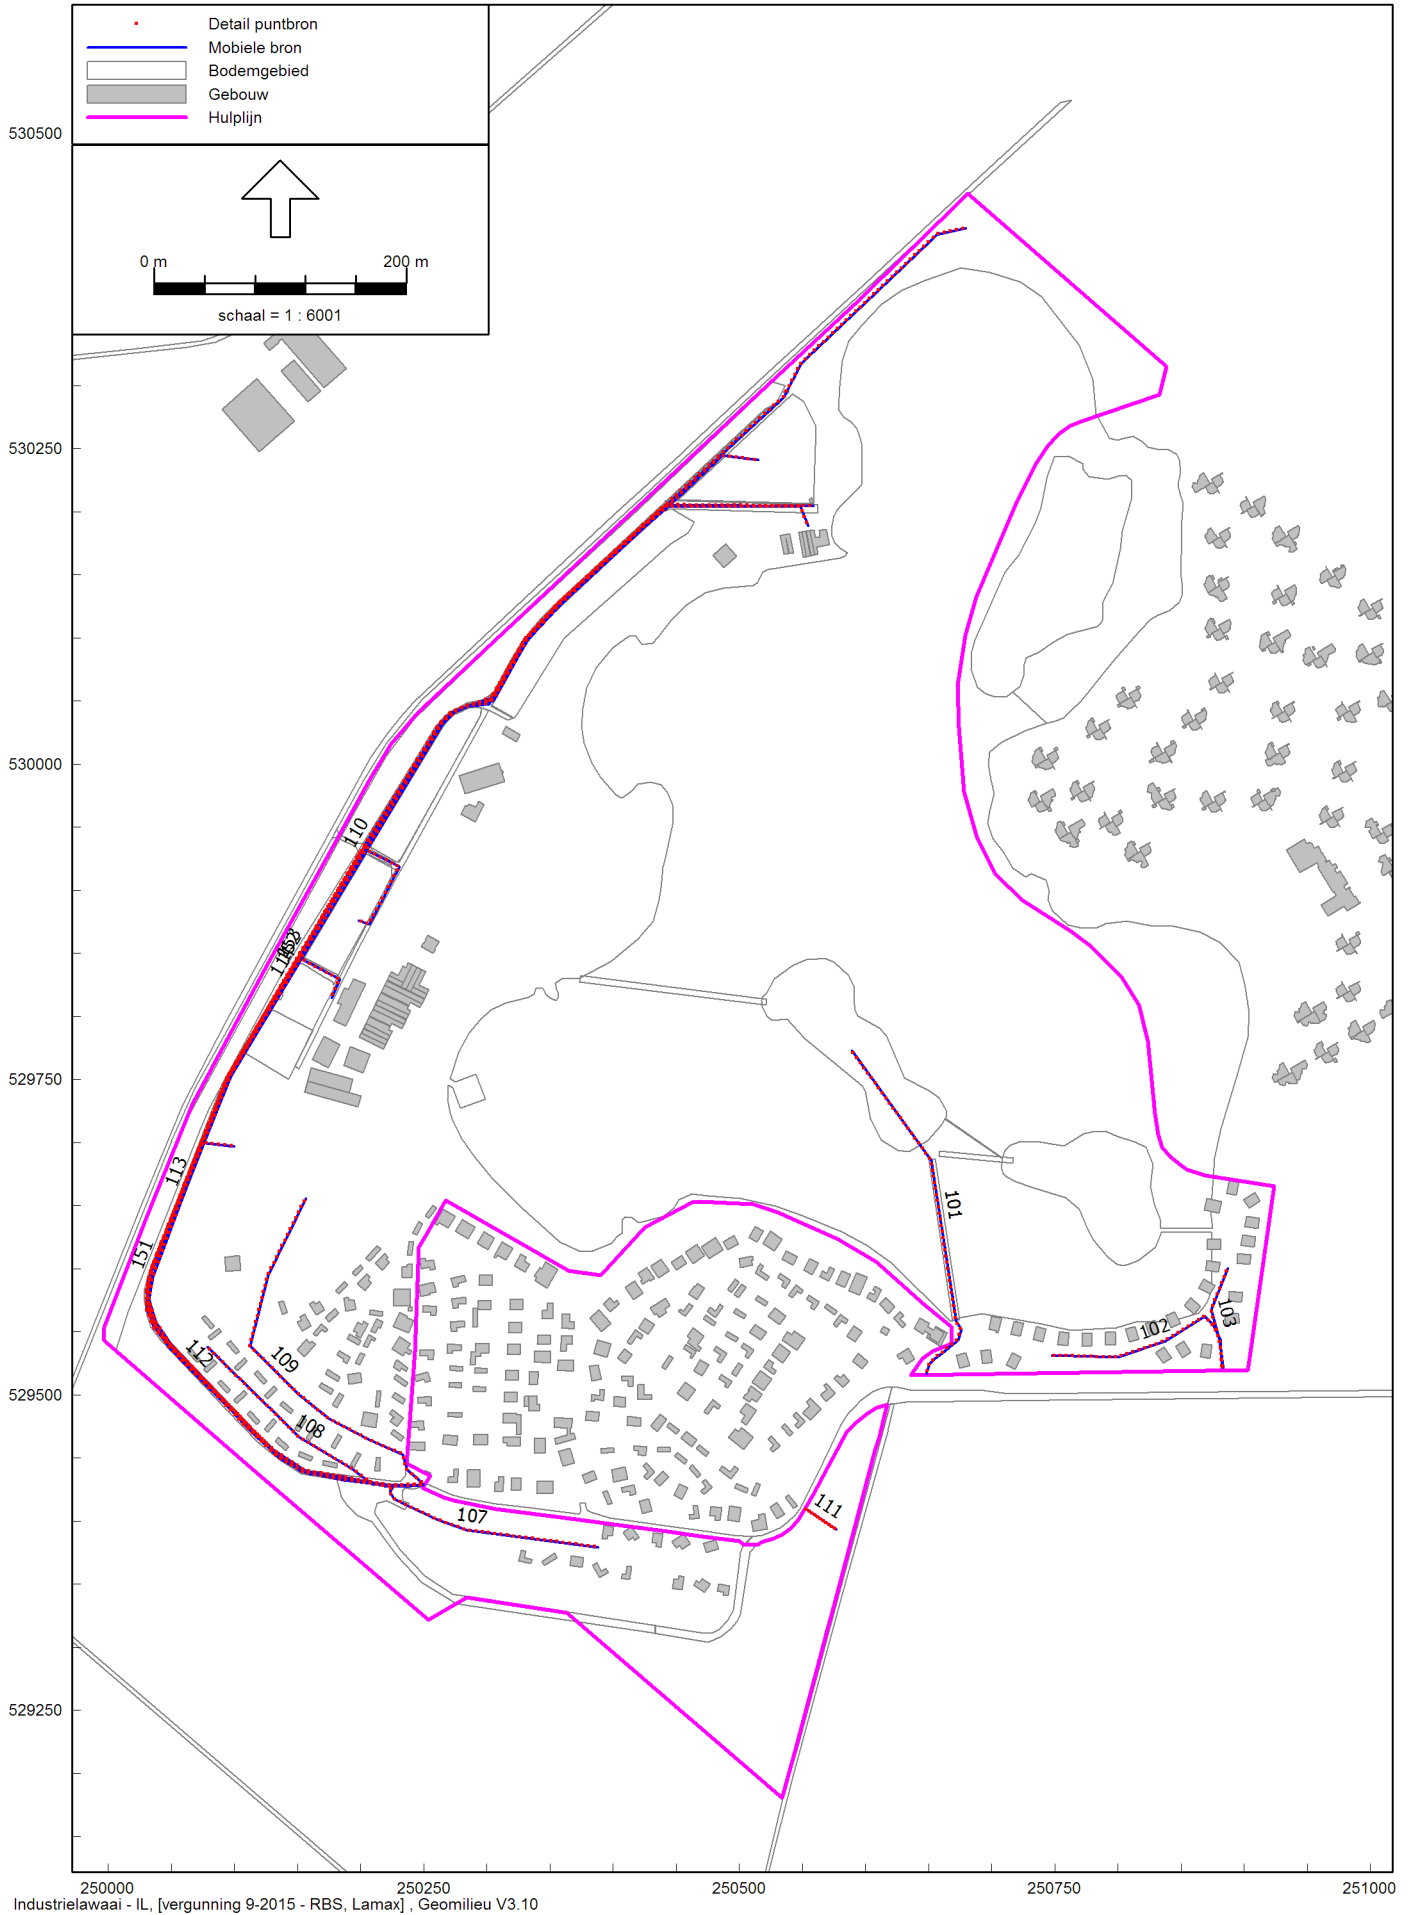 Detail puntbron
Mobiele bron
Bodemgebied
Gebouw
Hulplijn
0 m
200 m
schaal = 1 : 6001
530500
530250
530000
529750
529500
529250
110
113
151
112
109
108
107
111
101
102
103
250000
250250
250500
250750
251000
Industrielawaai - IL, [vergunning 9-2015 - RBS, Lamax] , Geomilieu V3.10